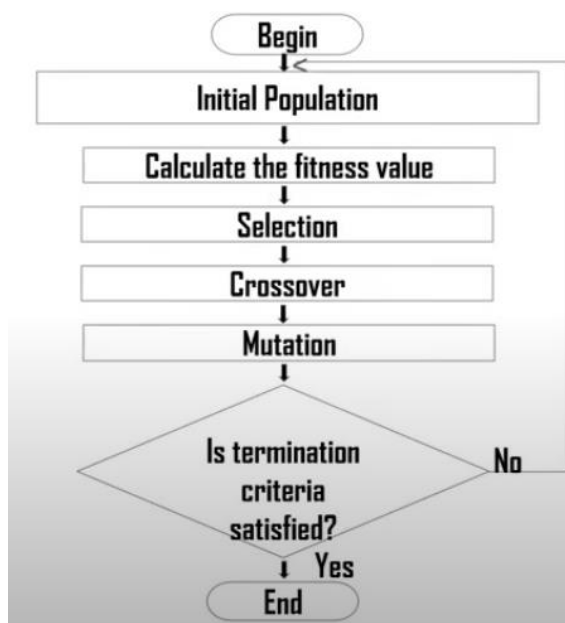 Begin
Initial Population
Calculate the fitness value
Selection
Crossover
Mutation
Is termination
criteria
satisfied?
No
Yes
End